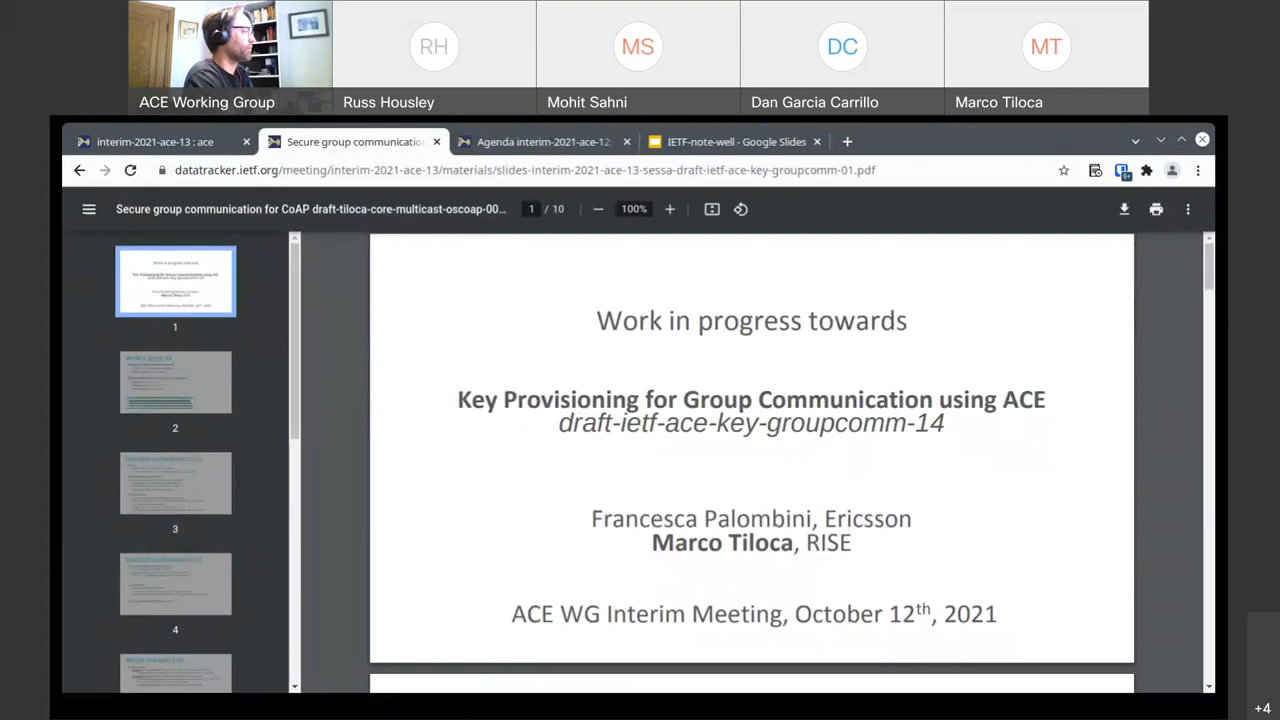 RH
MS
DC
MT
ACE Working Group
Russ Housley
Mohit Sahni
Dan Garcia Carrillo
Marco Tiloca
interim-2021-ace-13 : ace
Secure group communication
Agenda interim-2021-ace-12:
IETF-note-well - Google Slides
datatracker.ietf.org/meeting/interim-2021-ace-13/materials/slides-interim-2021-ace-13-sessa-draft-ietf-ace-key-groupcomm-01.pdf
9+
Secure group communication for CoAP draft-tiloca-core-multicast-oscoap-00...
1 / 10
100%
Work in progress towards
Key Provisioning for Group Communication using ACE
draft-ietf-ace-key-groupcomm-14
Francesca Palombini, Ericsson
Marco Tiloca, RISE
ACE WG Interim Meeting, October 12th, 2021
1
2
3
4
+4